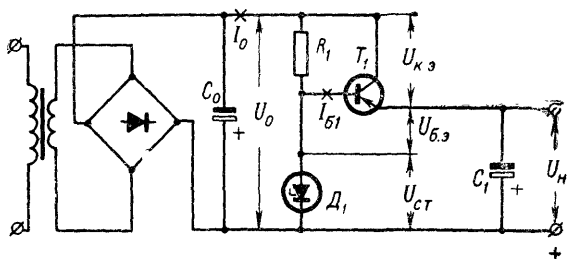 I₀
R₁
T₁
Uкэ
C₀
+
U₀
Iб1
Uб.э
Д₁
Uст
C₁
+
Uн
+